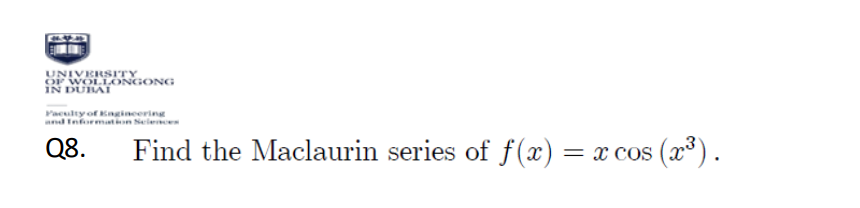 UNIVERSITY
OF WOLLONGONG
IN DUBAI
Faculty of Engineering
and Information Sciences
Q8. Find the Maclaurin series of f(x) = x cos (x³).